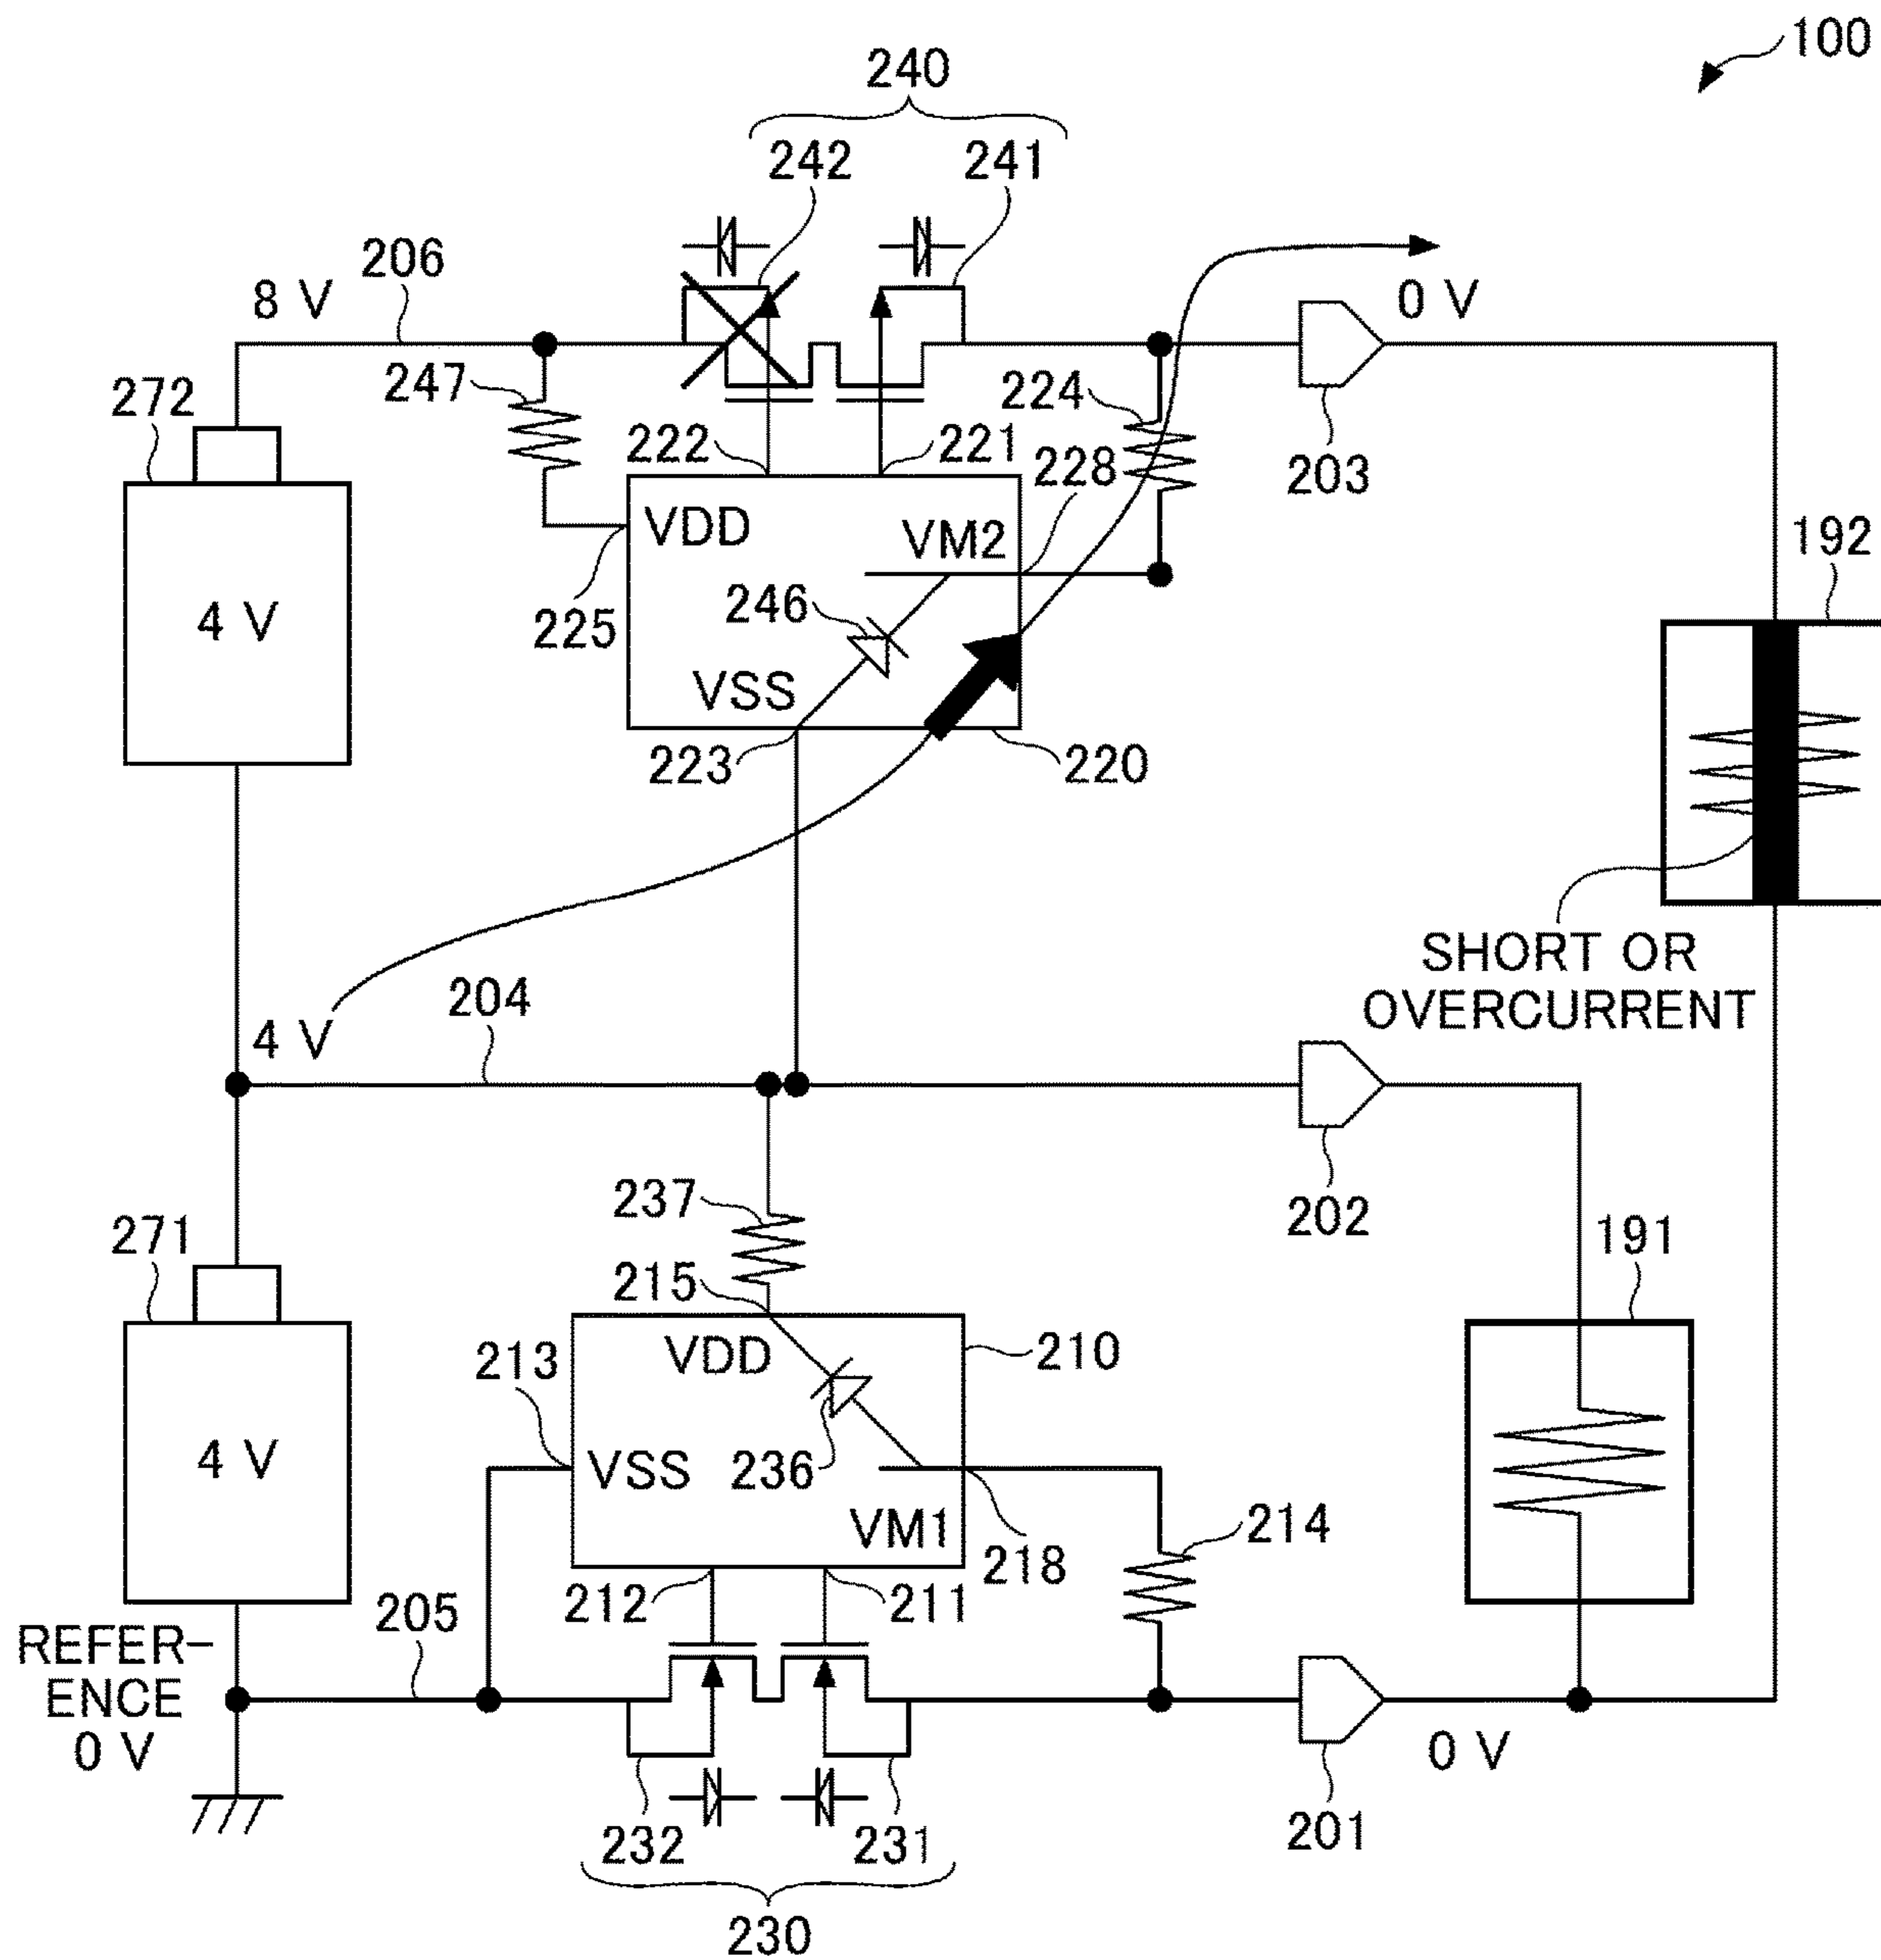 100
240
242 241
206
8 V
0 V
247
272
222
221
224
228
203
VDD
VM2
192
4 V
225
246
VSS
223
220
SHORT OR
OVERCURRENT
204
4 V
202
237
271
215
191
213
VDD
210
4 V
VSS
236
VM1
214
218
212
211
205
REFER-
ENCE
0 V
0 V
201
232 231
230